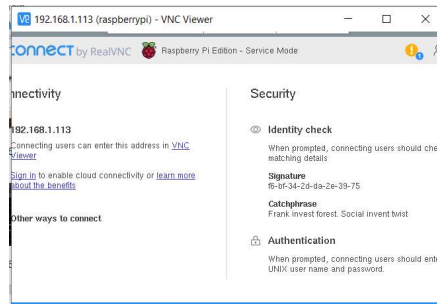 192.168.1.113 (raspberrypi) - VNC Viewer
CONNECT by RealVNC Raspberry Pi Edition - Service Mode
nnectivity
192.168.1.113
Connecting users can enter this address in VNC
Viewer
Sign in to enable cloud connectivity or learn more
about the benefits
Other ways to connect
Security
Identity check
When prompted, connecting users should che
matching details
Signature
f6-bf-34-2d-da-2e-39-75
Catchphrase
Frank invest forest. Social invent twist
Authentication
When prompted, connecting users should ente
UNIX user name and password.